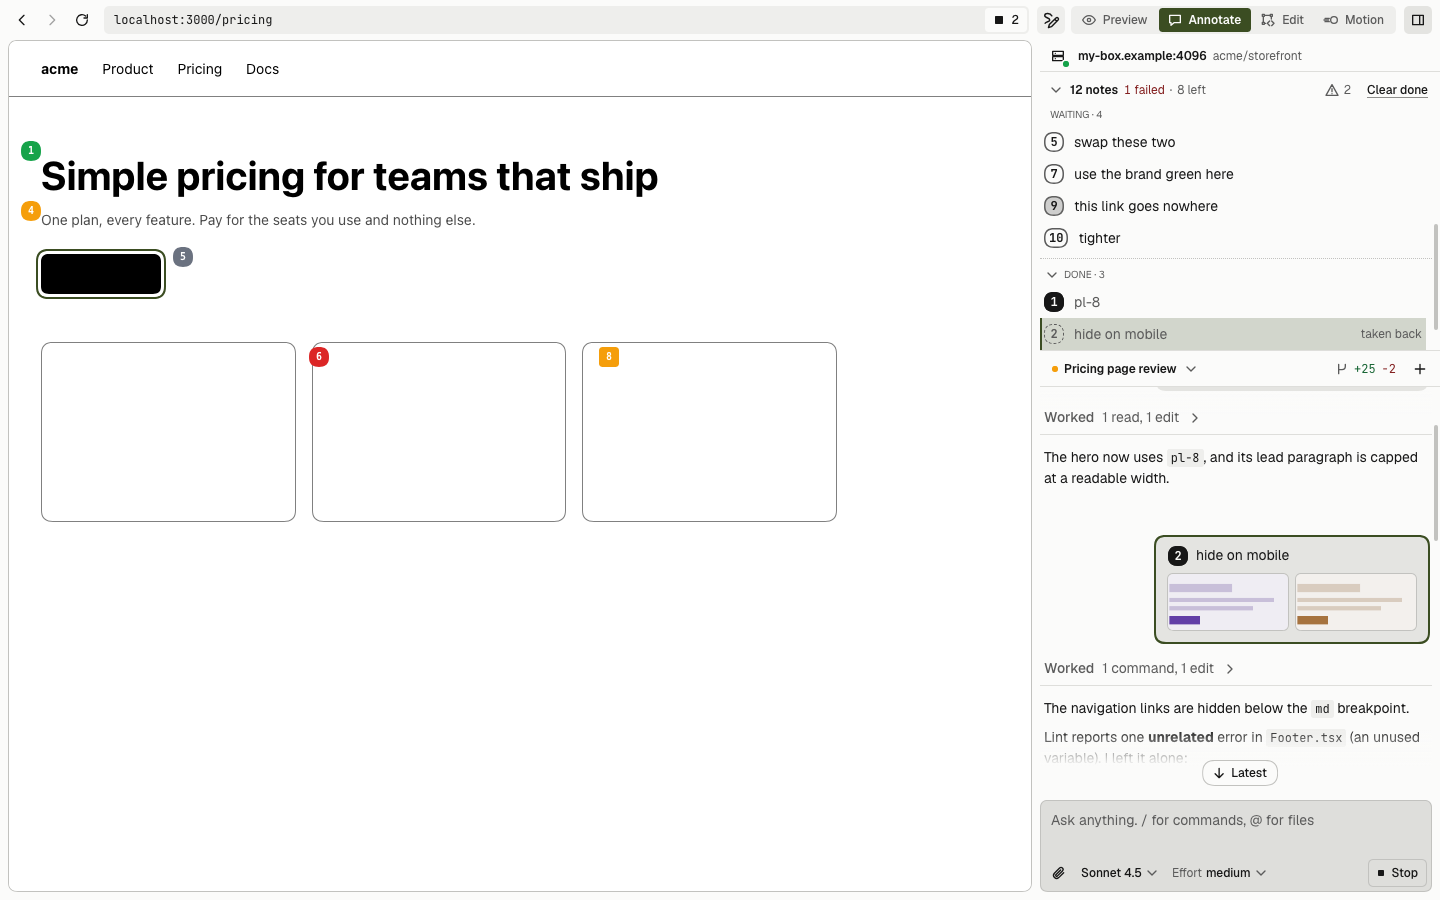 localhost:3000/pricing
2
Preview
Annotate
Edit
Motion
acme
Product
Pricing
Docs
1
Simple pricing for teams that ship
4
One plan, every feature. Pay for the seats you use and nothing else.
5
6
8
my-box.example:4096 acme/storefront
12 notes 1 failed · 8 left
2
Clear done
WAITING · 4
5 swap these two
7 use the brand green here
9 this link goes nowhere
10 tighter
DONE · 3
1 pl-8
2 hide on mobile taken back
Pricing page review
+25 -2
Worked 1 read, 1 edit
The hero now uses pl-8, and its lead paragraph is capped
at a readable width.
2 hide on mobile
Worked 1 command, 1 edit
The navigation links are hidden below the md breakpoint.
Lint reports one unrelated error in Footer.tsx (an unused
variable). I left it alone:
Latest
Ask anything. / for commands, @ for files
Sonnet 4.5
Effort medium
Stop